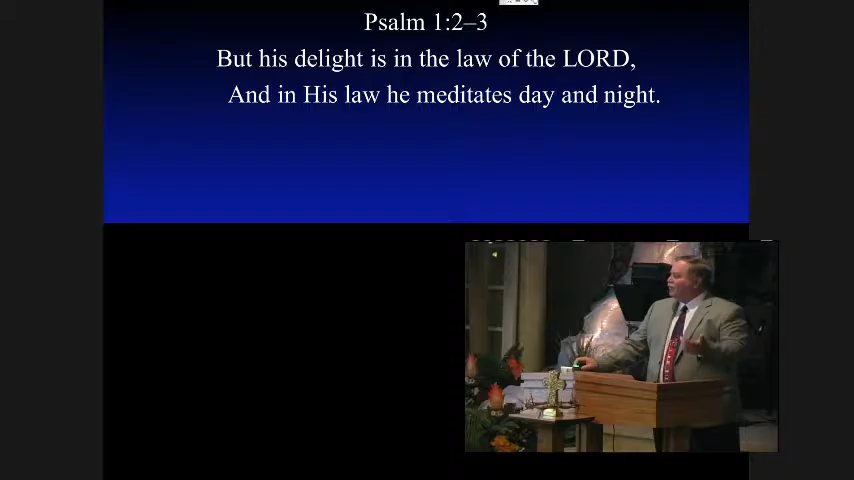 Psalm 1:2–3
But his delight is in the law of the LORD,
And in His law he meditates day and night.